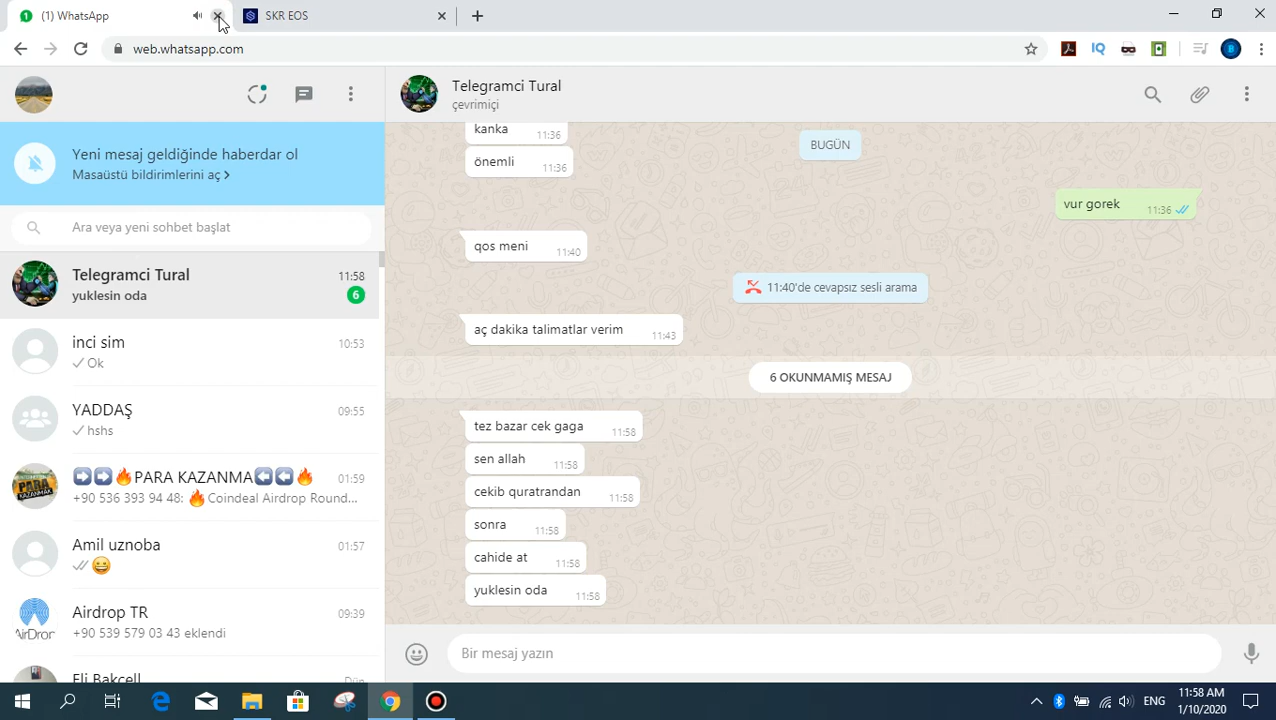 (1) WhatsApp
SKR EOS
web.whatsapp.com
Yeni mesaj geldiğinde haberdar ol
Masaüstü bildirimlerini aç
Ara veya yeni sohbet başlat
Telegramci Tural 11:58
yuklesin oda 6
inci sim 10:53
Ok
YADDAŞ 09:55
hshs
➡️➡️🔥PARA KAZANMA⬅️⬅️🔥 01:59
+90 536 393 94 48: 🔥Coindeal Airdrop Round...
Amil uznoba 01:57
😄
Airdrop TR 09:39
+90 539 579 03 43 eklendi
Eli Bakcell Dün
Telegramci Tural
çevrimiçi
kanka 11:36
BUGÜN
önemli 11:36
vur gorek 11:36
qos meni 11:40
11:40'de cevapsız sesli arama
aç dakika talimatlar verim 11:43
6 OKUNMAMIŞ MESAJ
tez bazar cek gaga 11:58
sen allah 11:58
cekib quratrandan 11:58
sonra 11:58
cahide at 11:58
yuklesin oda 11:58
Bir mesaj yazın
ENG
11:58 AM
1/10/2020